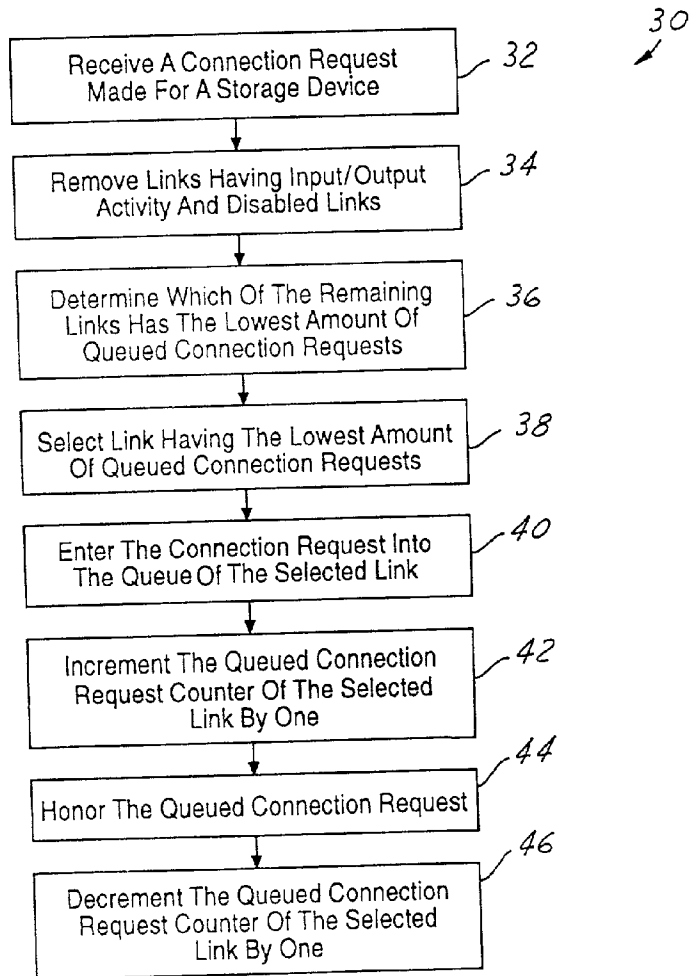 30
Receive A Connection Request
Made For A Storage Device
32
Remove Links Having Input/Output
Activity And Disabled Links
34
Determine Which Of The Remaining
Links Has The Lowest Amount Of
Queued Connection Requests
36
Select Link Having The Lowest Amount
Of Queued Connection Requests
38
Enter The Connection Request Into
The Queue Of The Selected Link
40
Increment The Queued Connection
Request Counter Of The Selected
Link By One
42
Honor The Queued Connection Request
44
Decrement The Queued Connection
Request Counter Of The Selected
Link By One
46